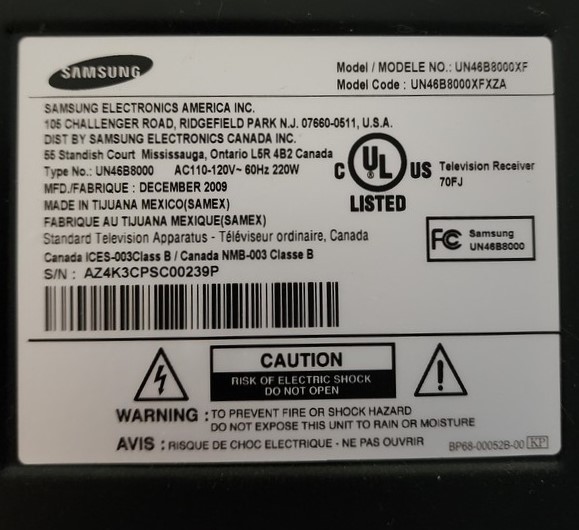 SAMSUNG
Model / MODELE NO.: UN46B8000XF
Model Code : UN46B8000XFXZA
SAMSUNG ELECTRONICS AMERICA INC.
105 CHALLENGER ROAD, RIDGEFIELD PARK N.J. 07660-0511, U.S.A.
DIST BY SAMSUNG ELECTRONICS CANADA INC.
55 Standish Court Mississauga, Ontario L5R 4B2 Canada
Type No.: UN46B8000 AC110-120V~ 60Hz 220W
MFD./FABRIQUE : DECEMBER 2009
MADE IN TIJUANA MEXICO(SAMEX)
FABRIQUE AU TIJUANA MEXIQUE(SAMEX)
Standard Television Apparatus - Téléviseur ordinaire, Canada
Canada ICES-003Class B / Canada NMB-003 Classe B
S/N : AZ4K3CPSC00239P
C UL US
LISTED
Television Receiver
70FJ
FC Samsung
UN46B8000
CAUTION
RISK OF ELECTRIC SHOCK
DO NOT OPEN
!
WARNING : TO PREVENT FIRE OR SHOCK HAZARD
DO NOT EXPOSE THIS UNIT TO RAIN OR MOISTURE
AVIS : RISQUE DE CHOC ELECTRIQUE - NE PAS OUVRIR
BP68-00052B-00 KP